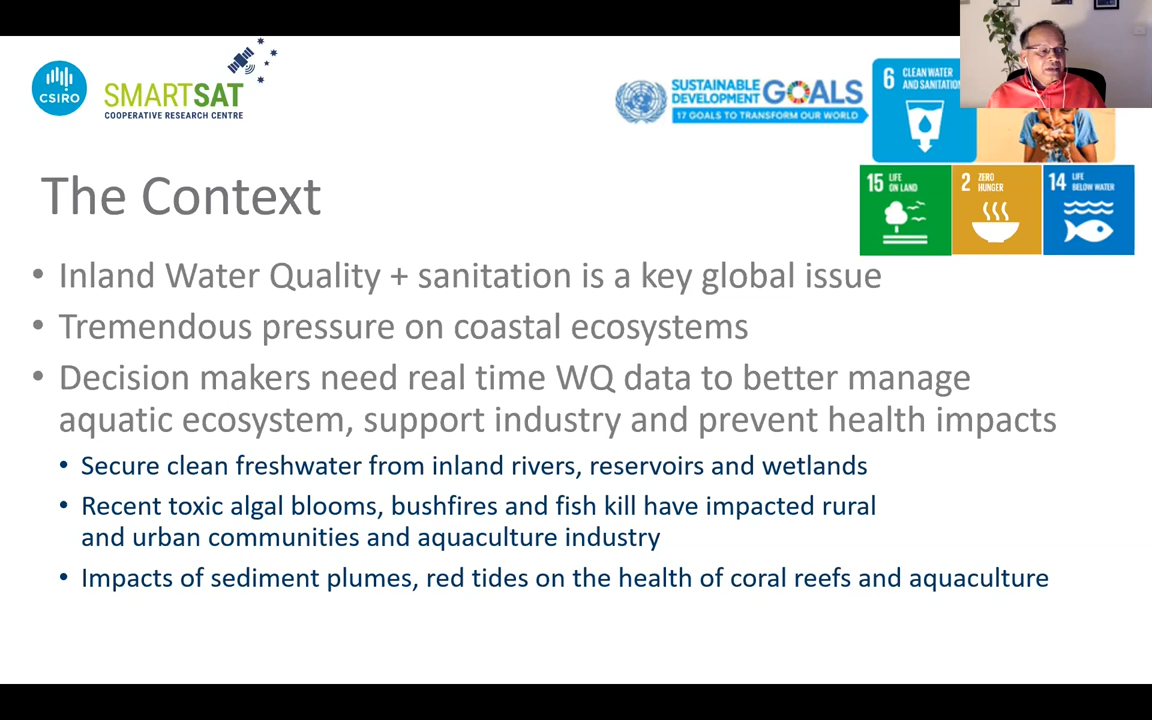 CSIRO
SMARTSAT
COOPERATIVE RESEARCH CENTRE
SUSTAINABLE
DEVELOPMENT GOALS
17 GOALS TO TRANSFORM OUR WORLD
6 CLEAN WATER
AND SANITATION
15 LIFE
ON LAND
2 ZERO
HUNGER
14 LIFE
BELOW WATER
The Context
• Inland Water Quality + sanitation is a key global issue
• Tremendous pressure on coastal ecosystems
• Decision makers need real time WQ data to better manage
aquatic ecosystem, support industry and prevent health impacts
• Secure clean freshwater from inland rivers, reservoirs and wetlands
• Recent toxic algal blooms, bushfires and fish kill have impacted rural
and urban communities and aquaculture industry
• Impacts of sediment plumes, red tides on the health of coral reefs and aquaculture